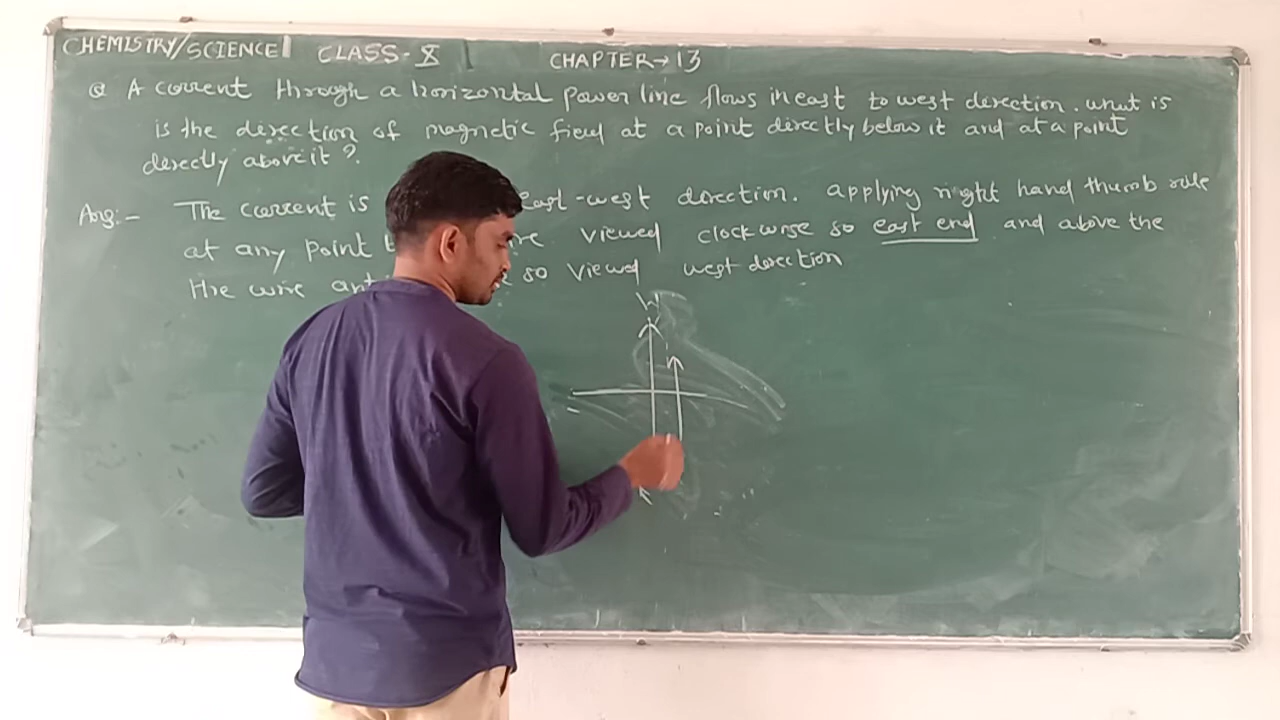 CHEMISTRY/SCIENCE CLASS-X CHAPTER→13
Q A current through a horizontal power line flows in east to west direction. what is
is the direction of magnetic field at a point directly below it and at a point
directly above it?
Ans:- The current is east-west direction. applying right hand thumb rule
at any point viewed clockwise so east end and above the
the wire so viewed west direction
W